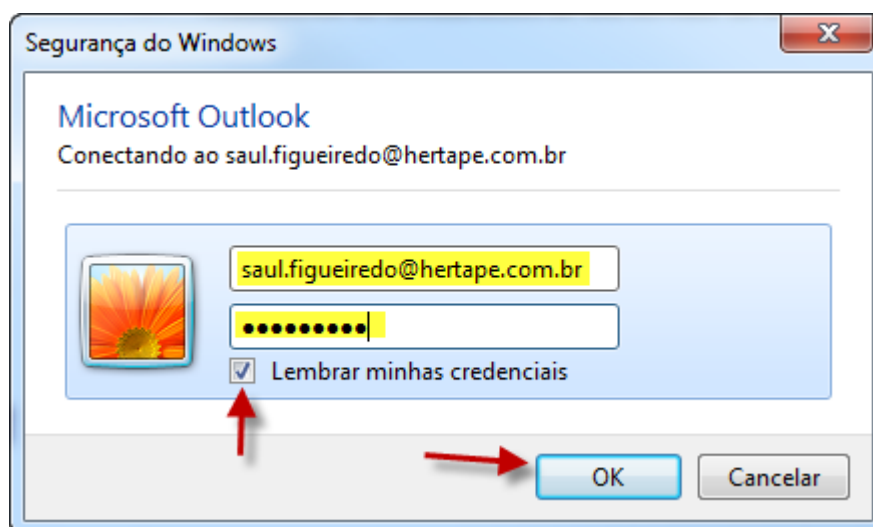 Segurança do Windows
Microsoft Outlook
Conectando ao saul.figueiredo@hertape.com.br
saul.figueiredo@hertape.com.br
●●●●●●●●●
Lembrar minhas credenciais
OK
Cancelar